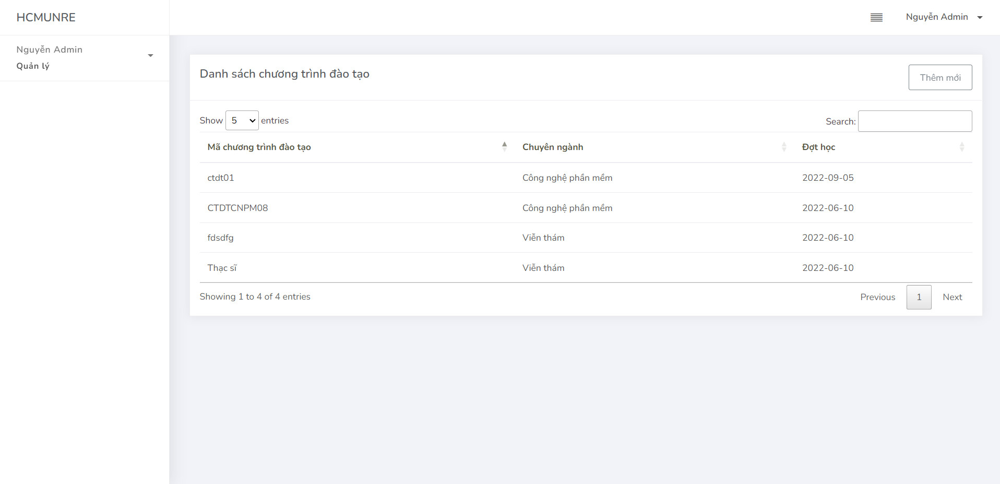 HCMUNRE
Nguyễn Admin
Nguyễn Admin
Quản lý
Danh sách chương trình đào tạo
Thêm mới
Show 5 entries
Search:
Mã chương trình đào tạo Chuyên ngành Đợt học
ctdt01 Công nghệ phần mềm 2022-09-05
CTDTCNPM08 Công nghệ phần mềm 2022-06-10
fdsdfg Viễn thám 2022-06-10
Thạc sĩ Viễn thám 2022-06-10
Showing 1 to 4 of 4 entries
Previous 1 Next